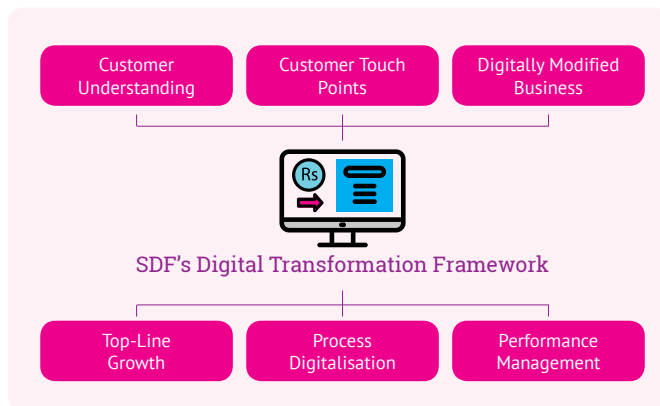 Customer
Understanding
Customer Touch
Points
Digitally Modified
Business
Rs
SDF's Digital Transformation Framework
Top-Line
Growth
Process
Digitalisation
Performance
Management